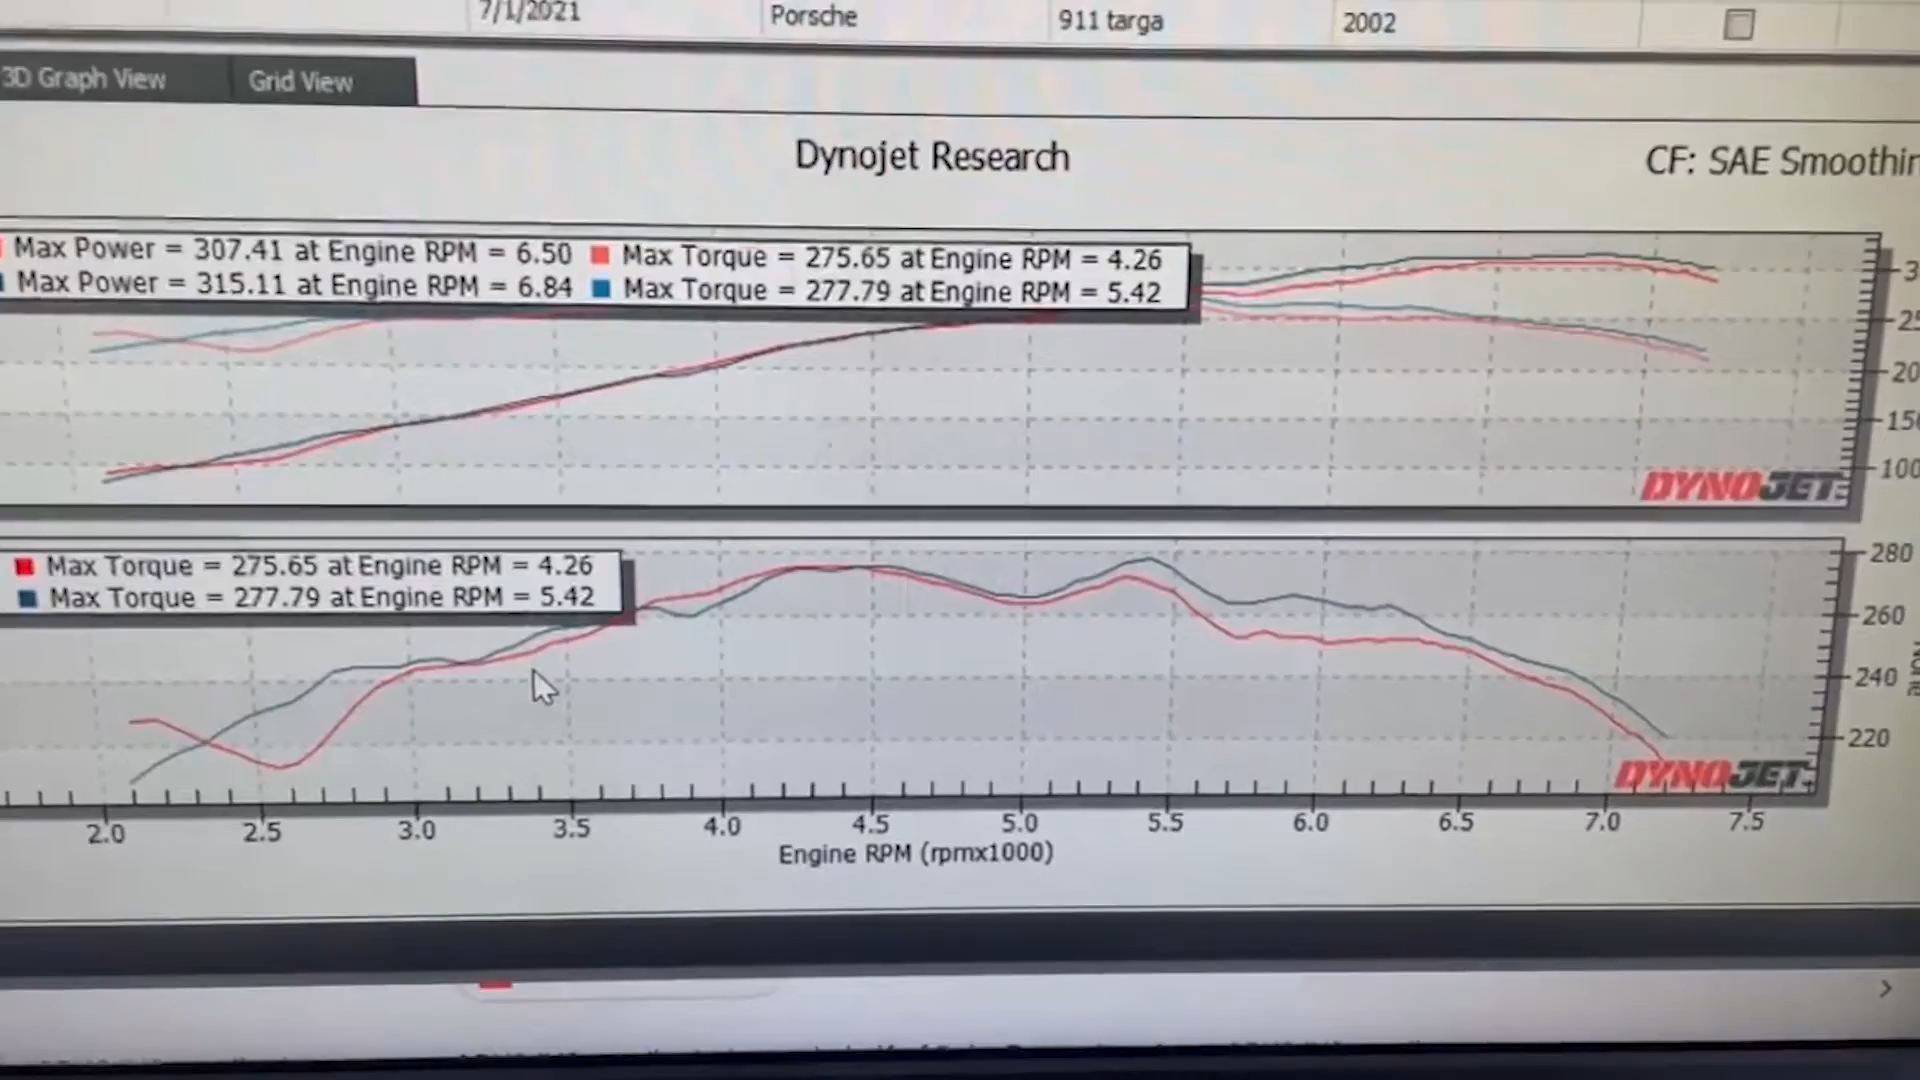 7/1/2021 Porsche 911 targa 2002
3D Graph View Grid View
Dynojet Research
CF: SAE Smoothin
Max Power = 307.41 at Engine RPM = 6.50 Max Torque = 275.65 at Engine RPM = 4.26
Max Power = 315.11 at Engine RPM = 6.84 Max Torque = 277.79 at Engine RPM = 5.42
3
25
20
150
100
DYNOJET
Max Torque = 275.65 at Engine RPM = 4.26
Max Torque = 277.79 at Engine RPM = 5.42
280
260
240
220
DYNOJET
2.0 2.5 3.0 3.5 4.0 4.5 5.0 5.5 6.0 6.5 7.0 7.5
Engine RPM (rpmx1000)